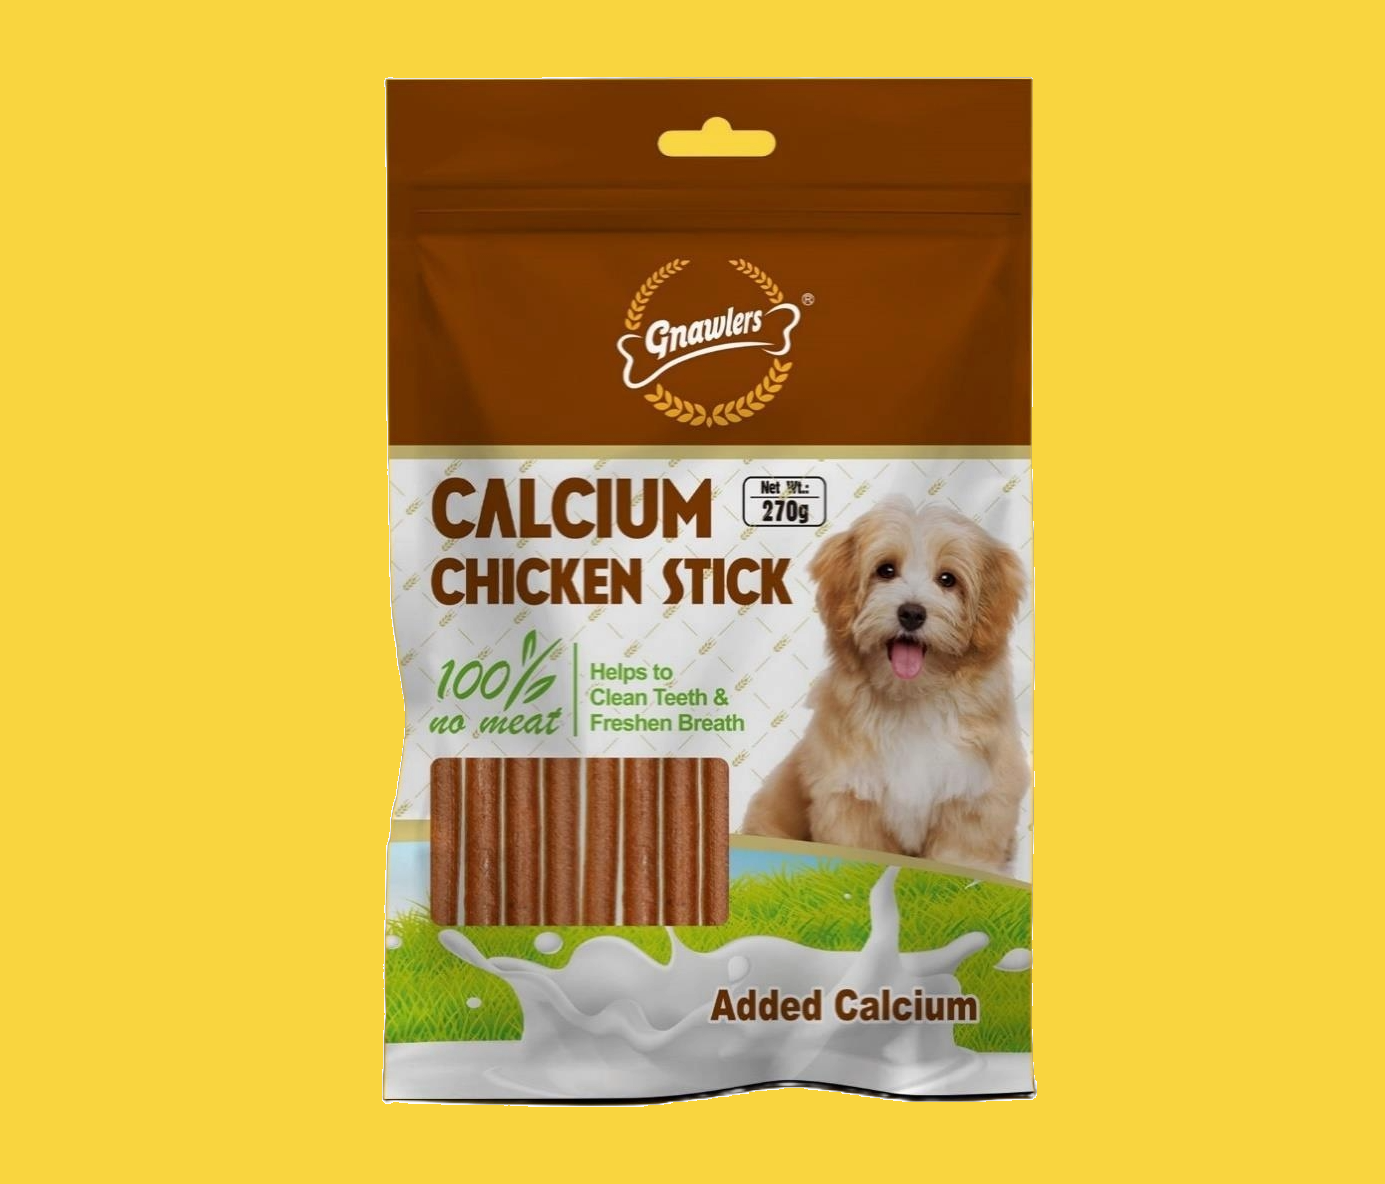 Gnawlers®
CALCIUM
Net Wt.:
270g
CHICKEN STICK
100%
no meat
Helps to
Clean Teeth &
Freshen Breath
Added Calcium